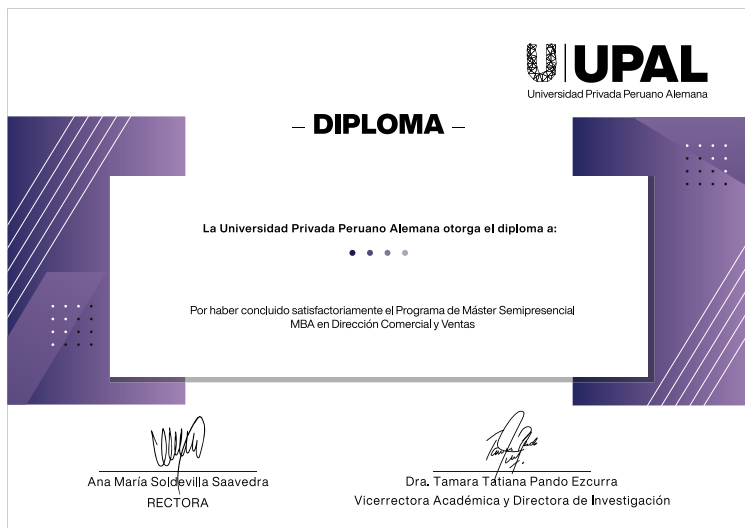 UPAL
Universidad Privada Peruano Alemana
– DIPLOMA –
La Universidad Privada Peruano Alemana otorga el diploma a:
Por haber concluido satisfactoriamente el Programa de Máster Semipresencial
MBA en Dirección Comercial y Ventas
Ana María Soldevilla Saavedra
RECTORA
Dra. Tamara Tatiana Pando Ezcurra
Vicerrectora Académica y Directora de Investigación